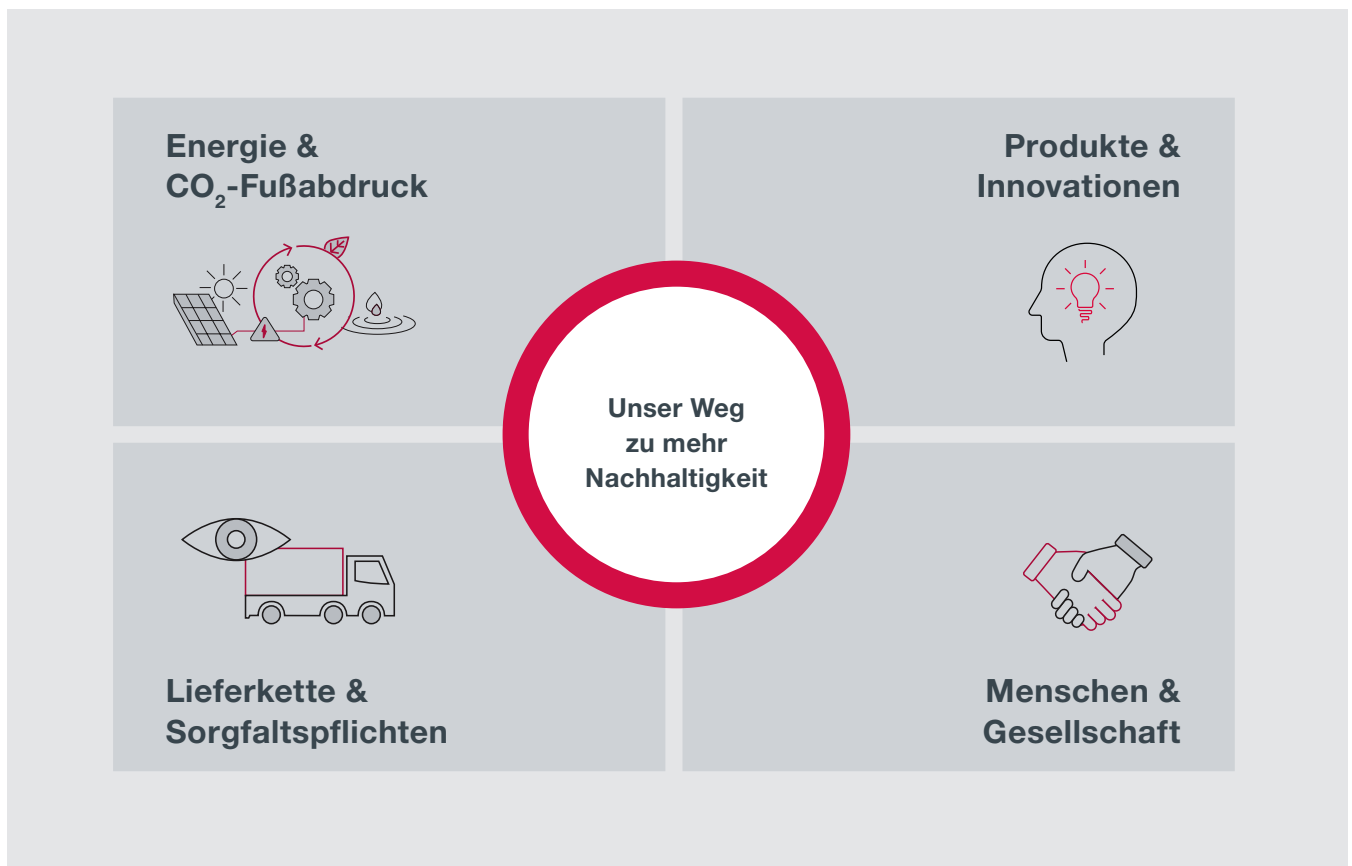 Energie &
CO₂-Fußabdruck
Produkte &
Innovationen
Unser Weg
zu mehr
Nachhaltigkeit
Lieferkette &
Sorgfaltspflichten
Menschen &
Gesellschaft